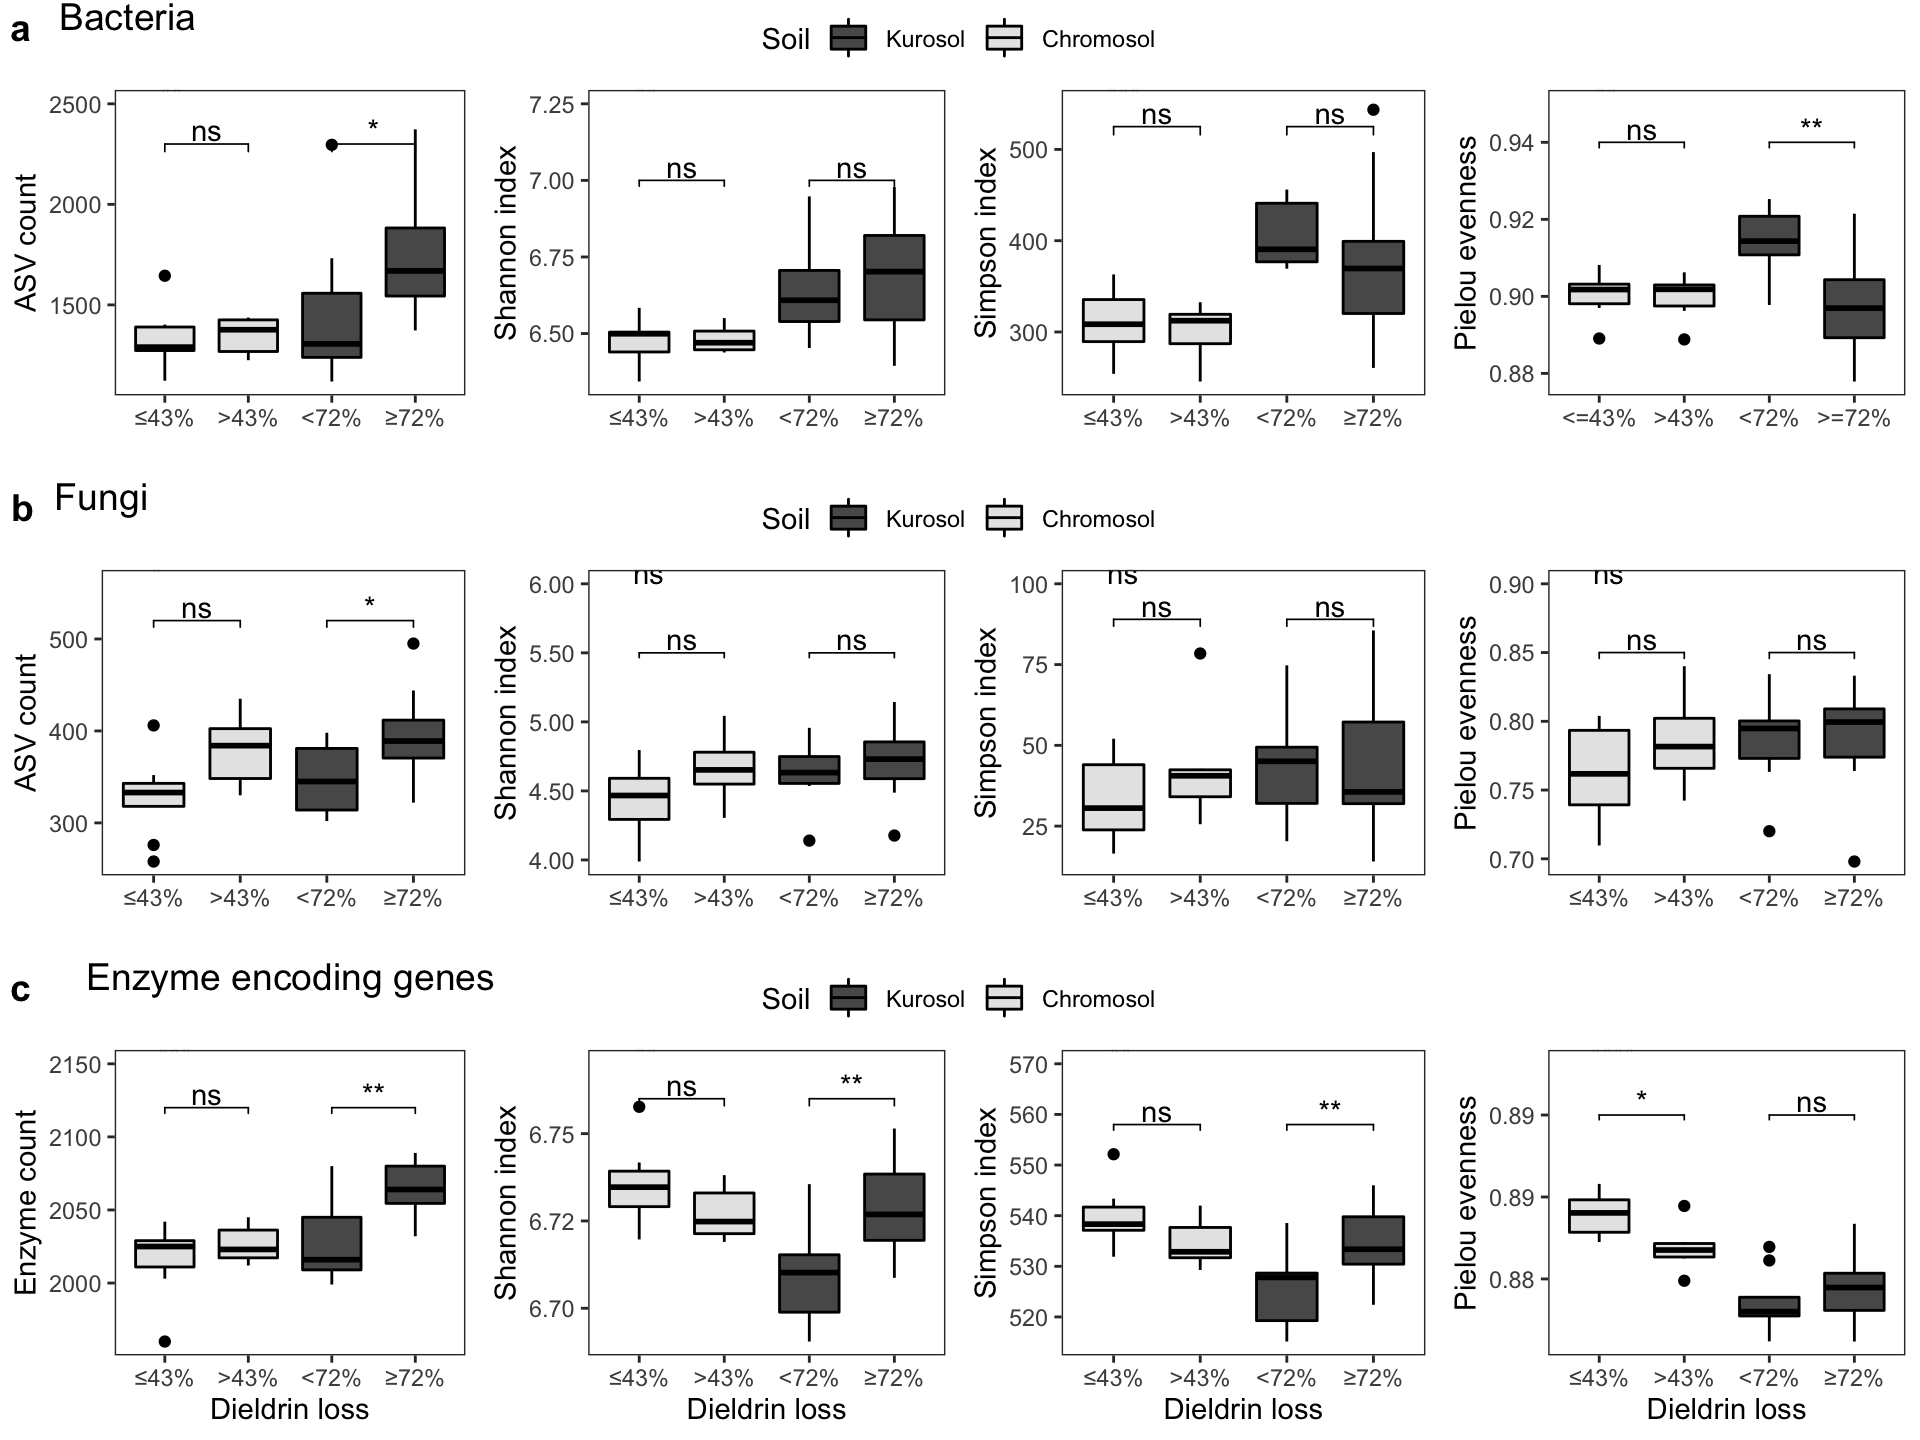 a Bacteria
Soil Kurosol Chromosol
ASV count
2500
2000
1500
ns *
≤43% >43% <72% ≥72%
Shannon index
7.25
7.00
6.75
6.50
ns ns
≤43% >43% <72% ≥72%
Simpson index
500
400
300
ns ns
≤43% >43% <72% ≥72%
Pielou evenness
0.94
0.92
0.90
0.88
ns **
<=43% >43% <72% >=72%
b Fungi
Soil Kurosol Chromosol
ASV count
500
400
300
ns *
≤43% >43% <72% ≥72%
Shannon index
6.00
5.50
5.00
4.50
4.00
ns
ns ns
≤43% >43% <72% ≥72%
Simpson index
100
75
50
25
ns
ns ns
≤43% >43% <72% ≥72%
Pielou evenness
0.90
0.85
0.80
0.75
0.70
ns
ns ns
≤43% >43% <72% ≥72%
c Enzyme encoding genes
Soil Kurosol Chromosol
Enzyme count
2150
2100
2050
2000
ns **
≤43% >43% <72% ≥72%
Dieldrin loss
Shannon index
6.75
6.72
6.70
ns **
≤43% >43% <72% ≥72%
Dieldrin loss
Simpson index
570
560
550
540
530
520
ns **
≤43% >43% <72% ≥72%
Dieldrin loss
Pielou evenness
0.89
0.89
0.88
* ns
≤43% >43% <72% ≥72%
Dieldrin loss